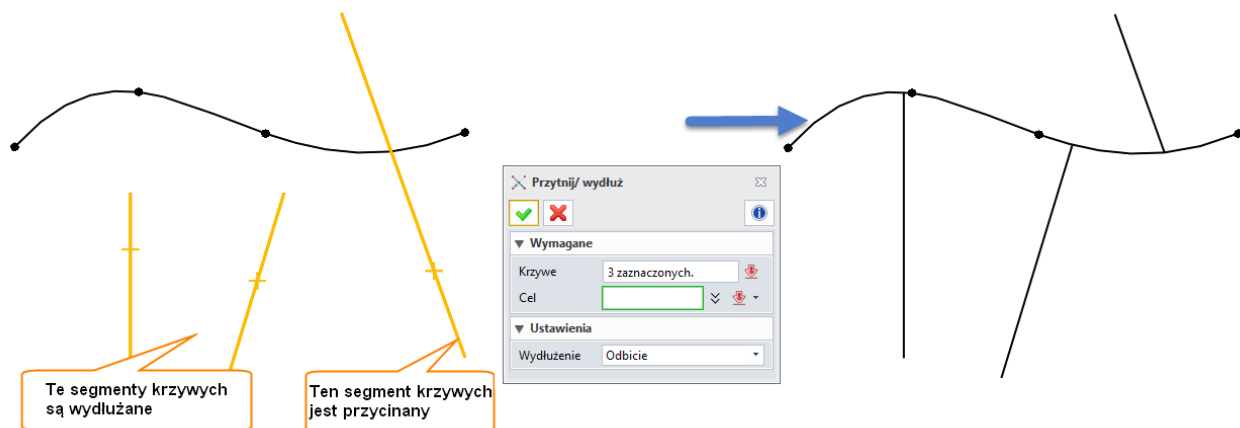 Przytnij/ wydłuż
Wymagane
Krzywe 3 zaznaczonych.
Cel
Ustawienia
Wydłużenie Odbicie
Te segmenty krzywych
są wydłużane
Ten segment krzywych
jest przycinany